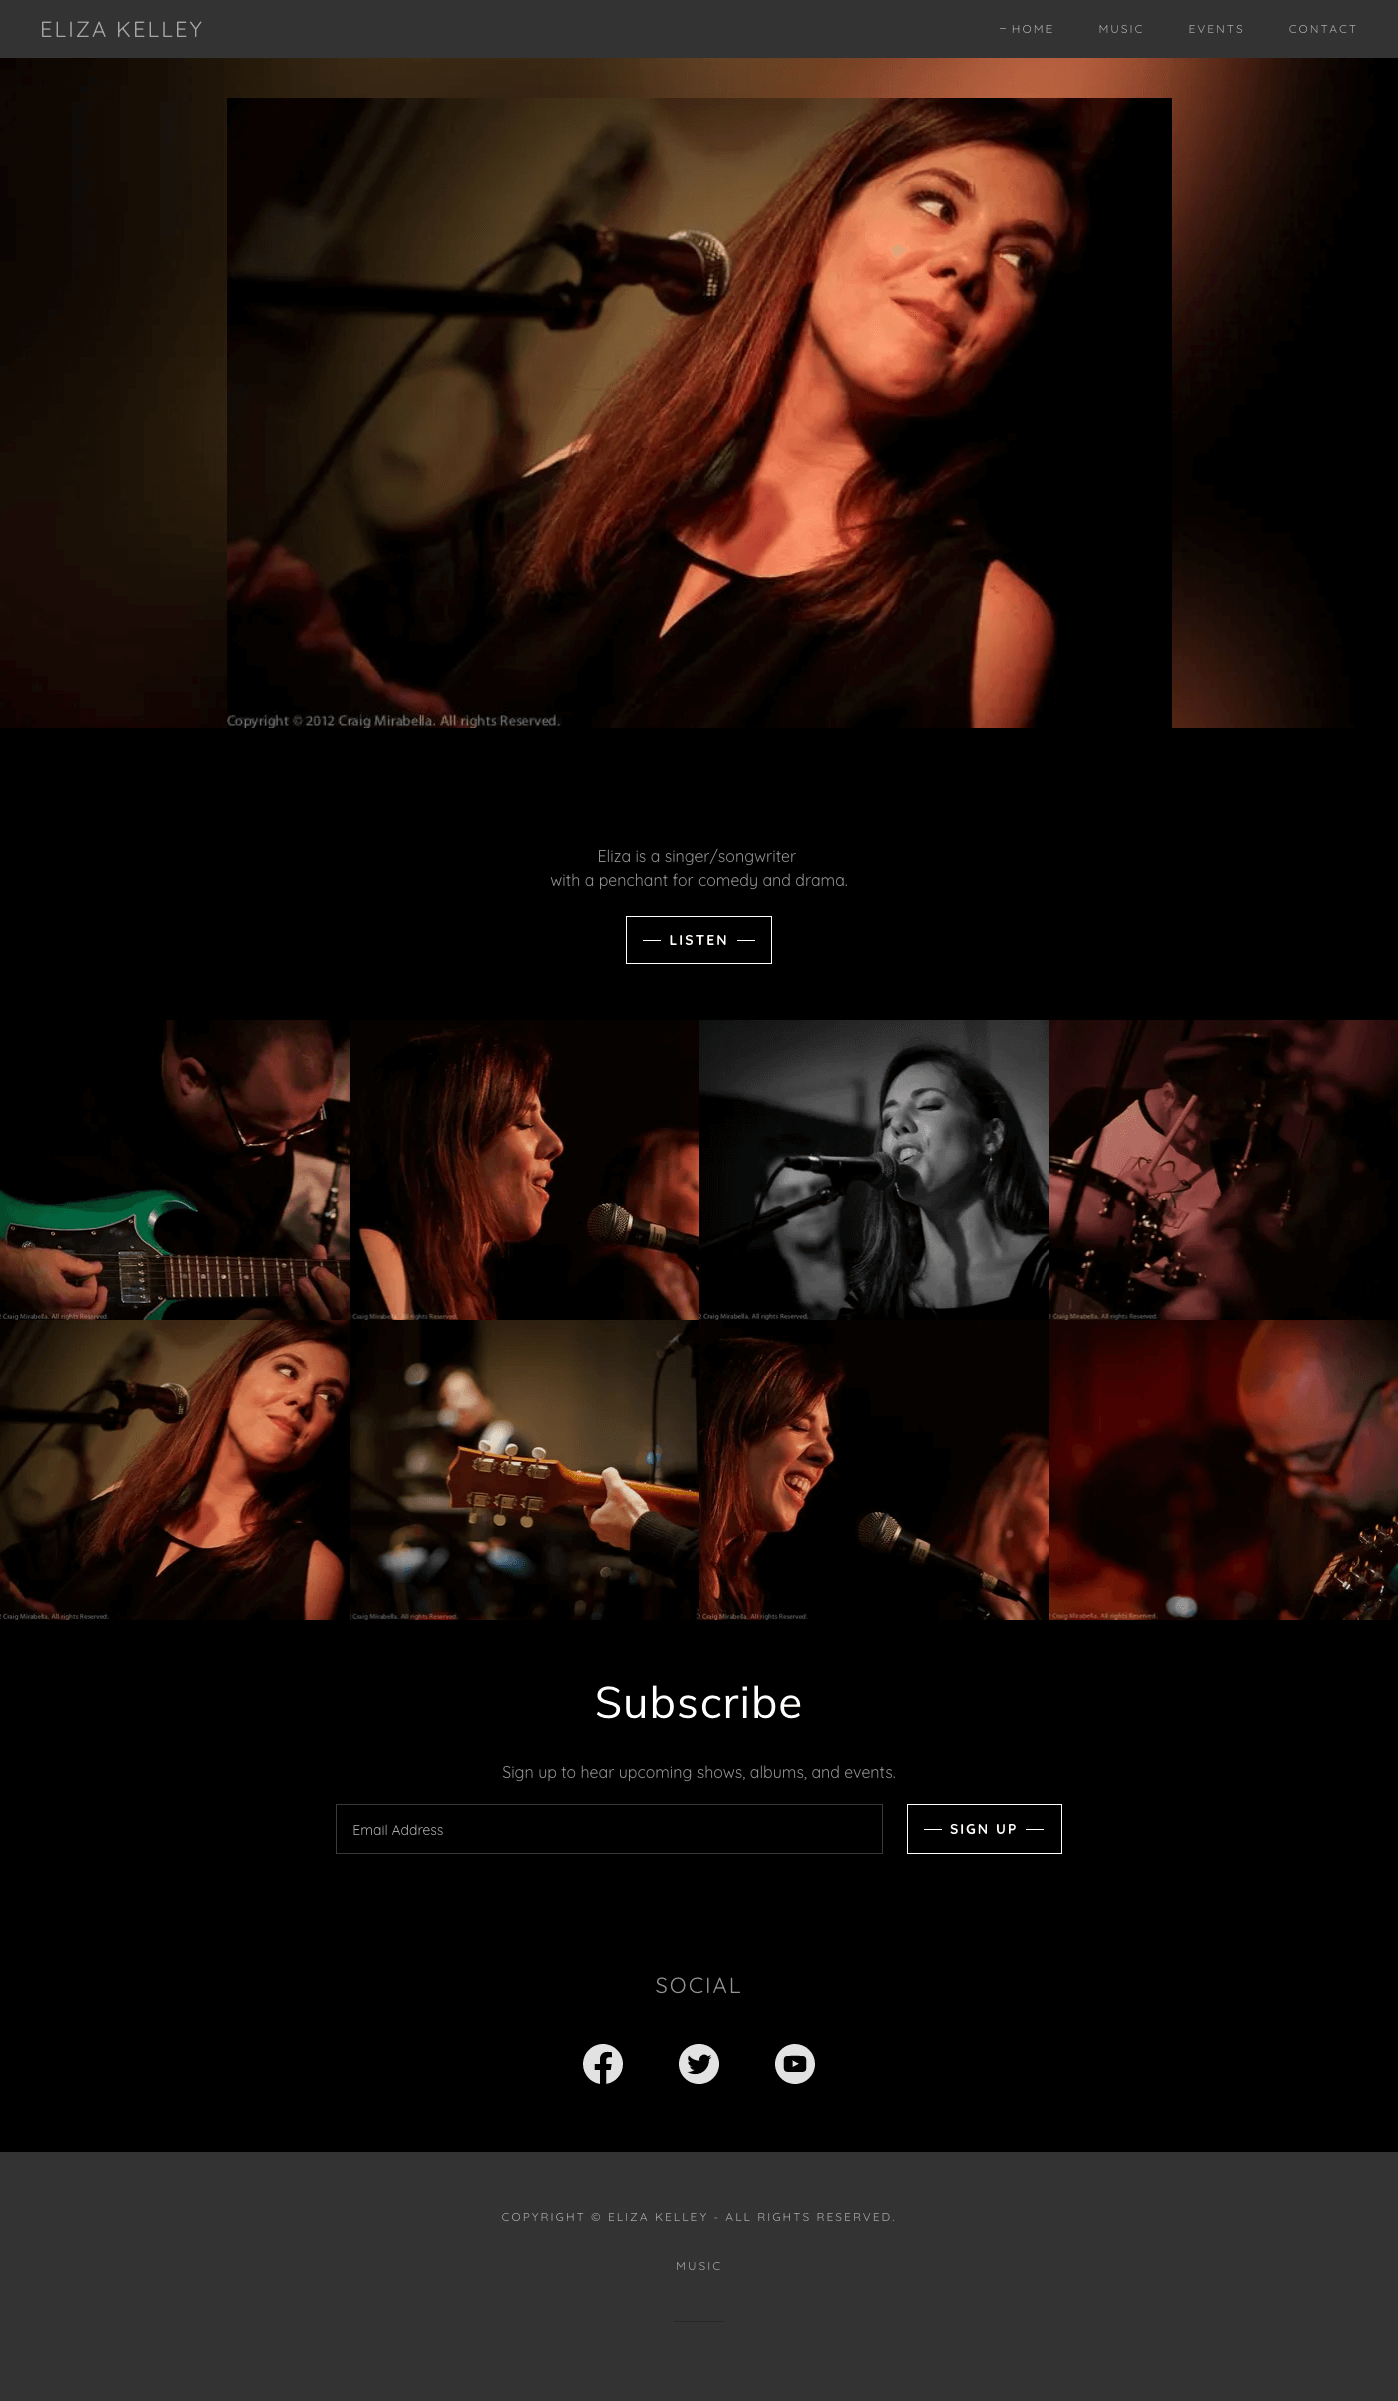 ELIZA KELLEY
HOME
MUSIC
EVENTS
CONTACT
Copyright © 2012 Craig Mirabella. All rights Reserved.
Eliza is a singer/songwriter
with a penchant for comedy and drama.
LISTEN
Craig Mirabella. All rights Reserved.
Craig Mirabella. All rights Reserved.
Craig Mirabella. All rights Reserved.
Craig Mirabella. All rights Reserved.
Craig Mirabella. All rights Reserved.
Craig Mirabella. All rights Reserved.
Craig Mirabella. All rights Reserved.
Craig Mirabella. All rights Reserved.
Subscribe
Sign up to hear upcoming shows, albums, and events.
Email Address
SIGN UP
SOCIAL
COPYRIGHT © ELIZA KELLEY - ALL RIGHTS RESERVED.
MUSIC